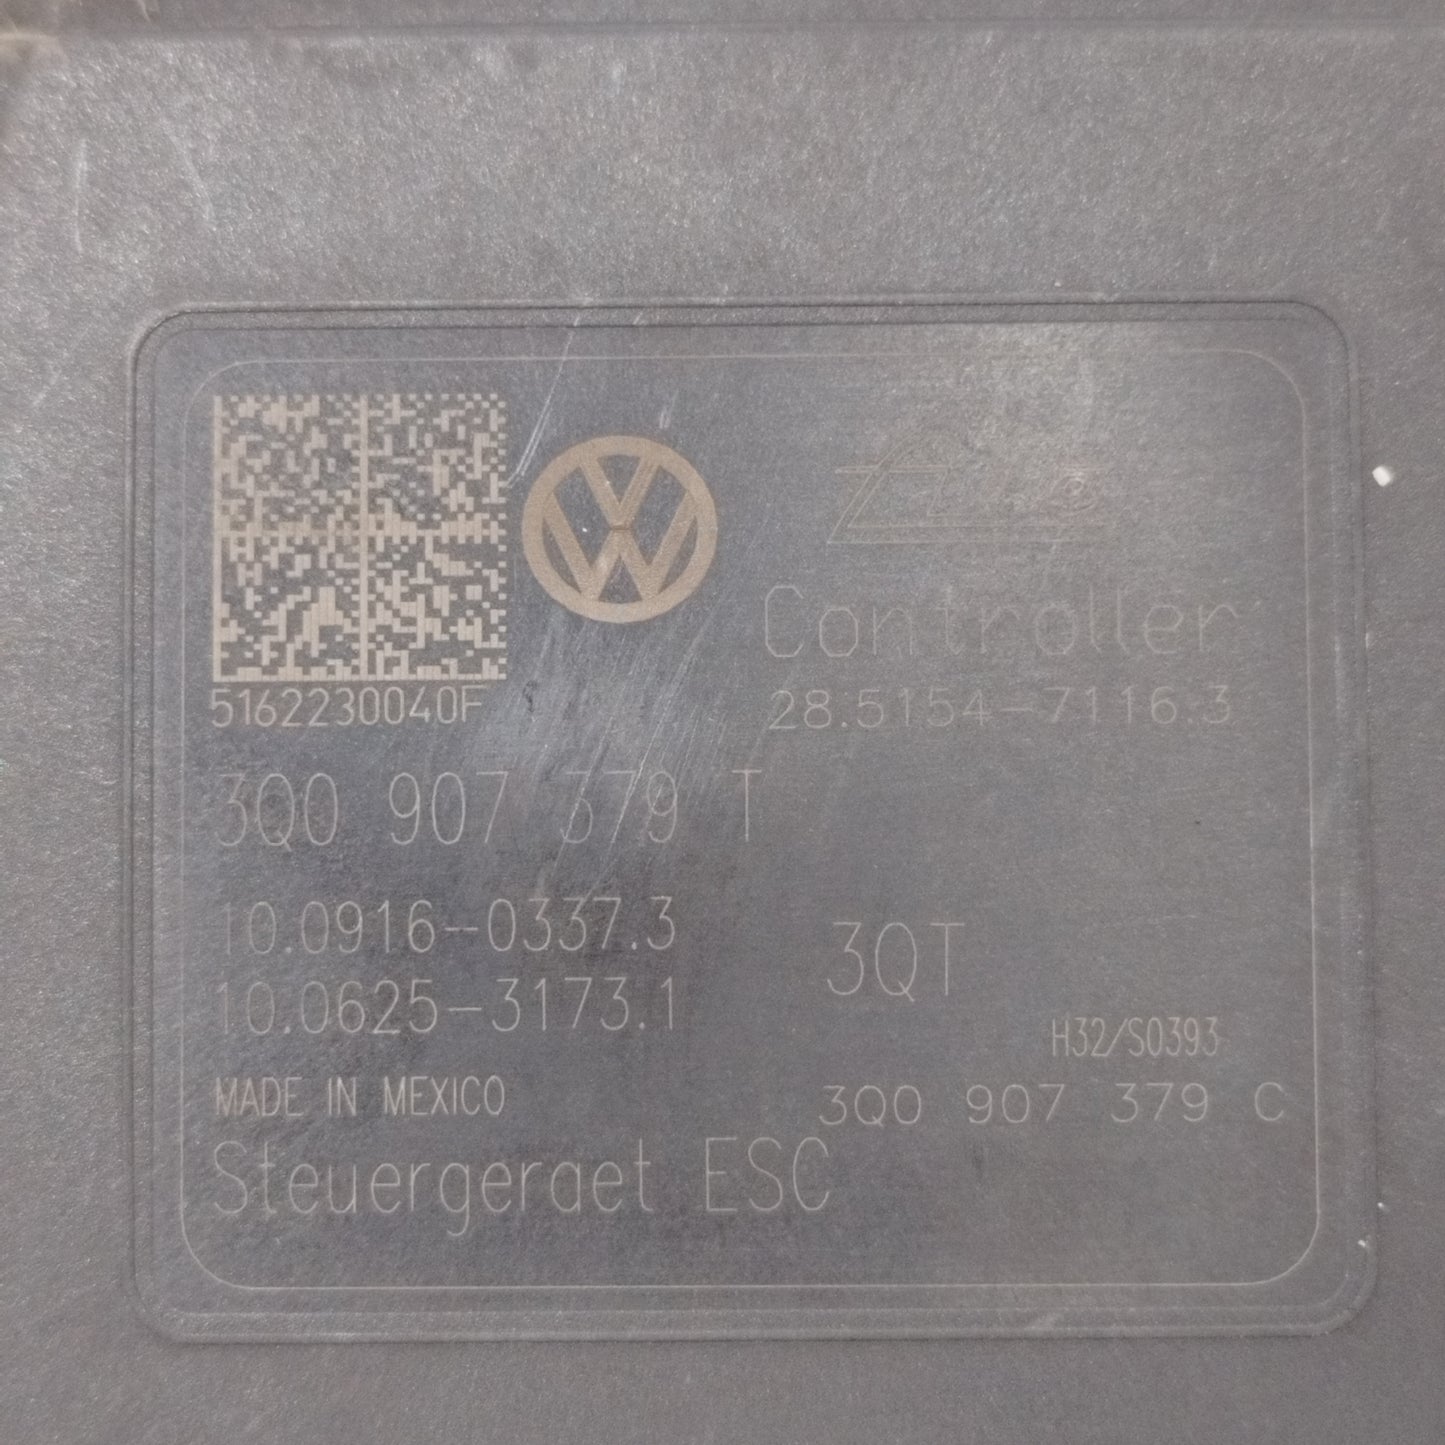 Controller
5162230040F
28.5154-7116.3
3Q0 907 379 T
10.0916-0337.3
10.0625-3173.1
3QT
H32/S0393
MADE IN MEXICO
3Q0 907 379 C
Steuergeraet ESC